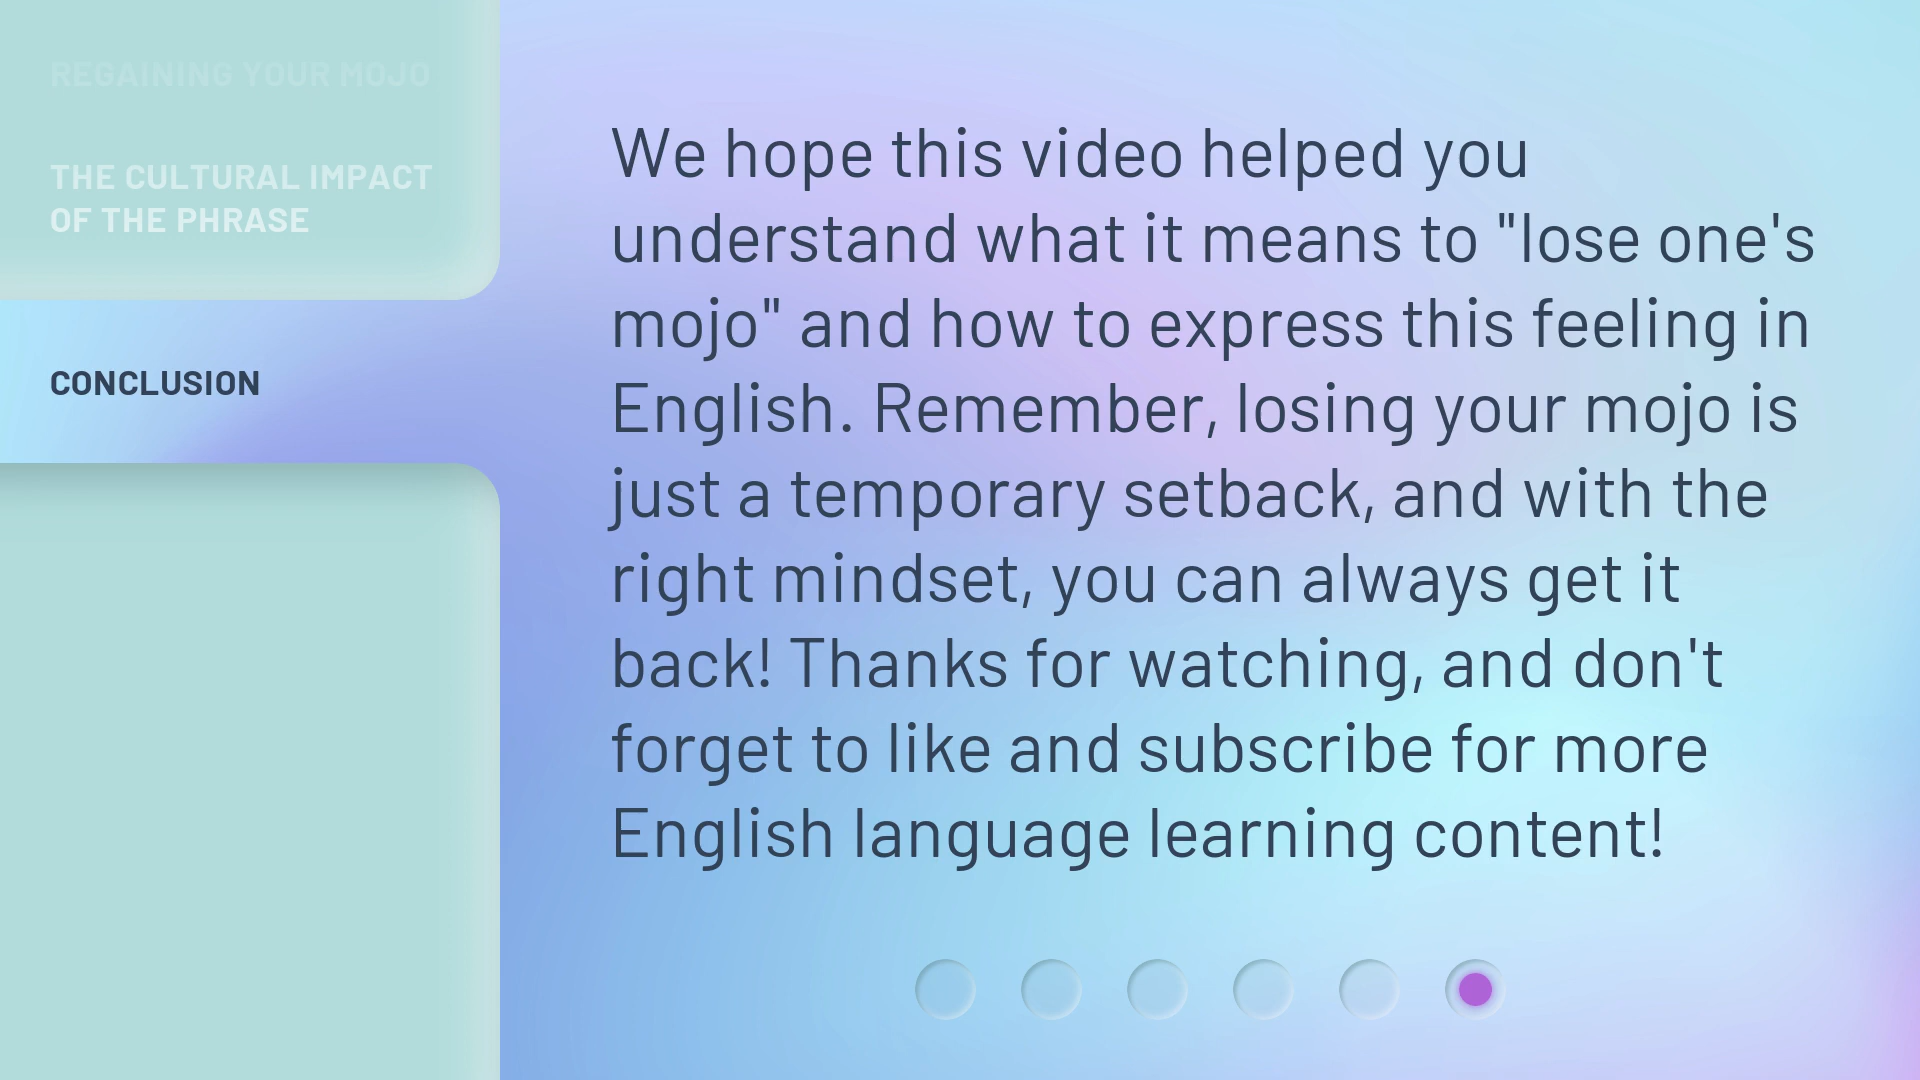 REGAINING YOUR MOJO
THE CULTURAL IMPACT
OF THE PHRASE
CONCLUSION
We hope this video helped you
understand what it means to "lose one's
mojo" and how to express this feeling in
English. Remember, losing your mojo is
just a temporary setback, and with the
right mindset, you can always get it
back! Thanks for watching, and don't
forget to like and subscribe for more
English language learning content!